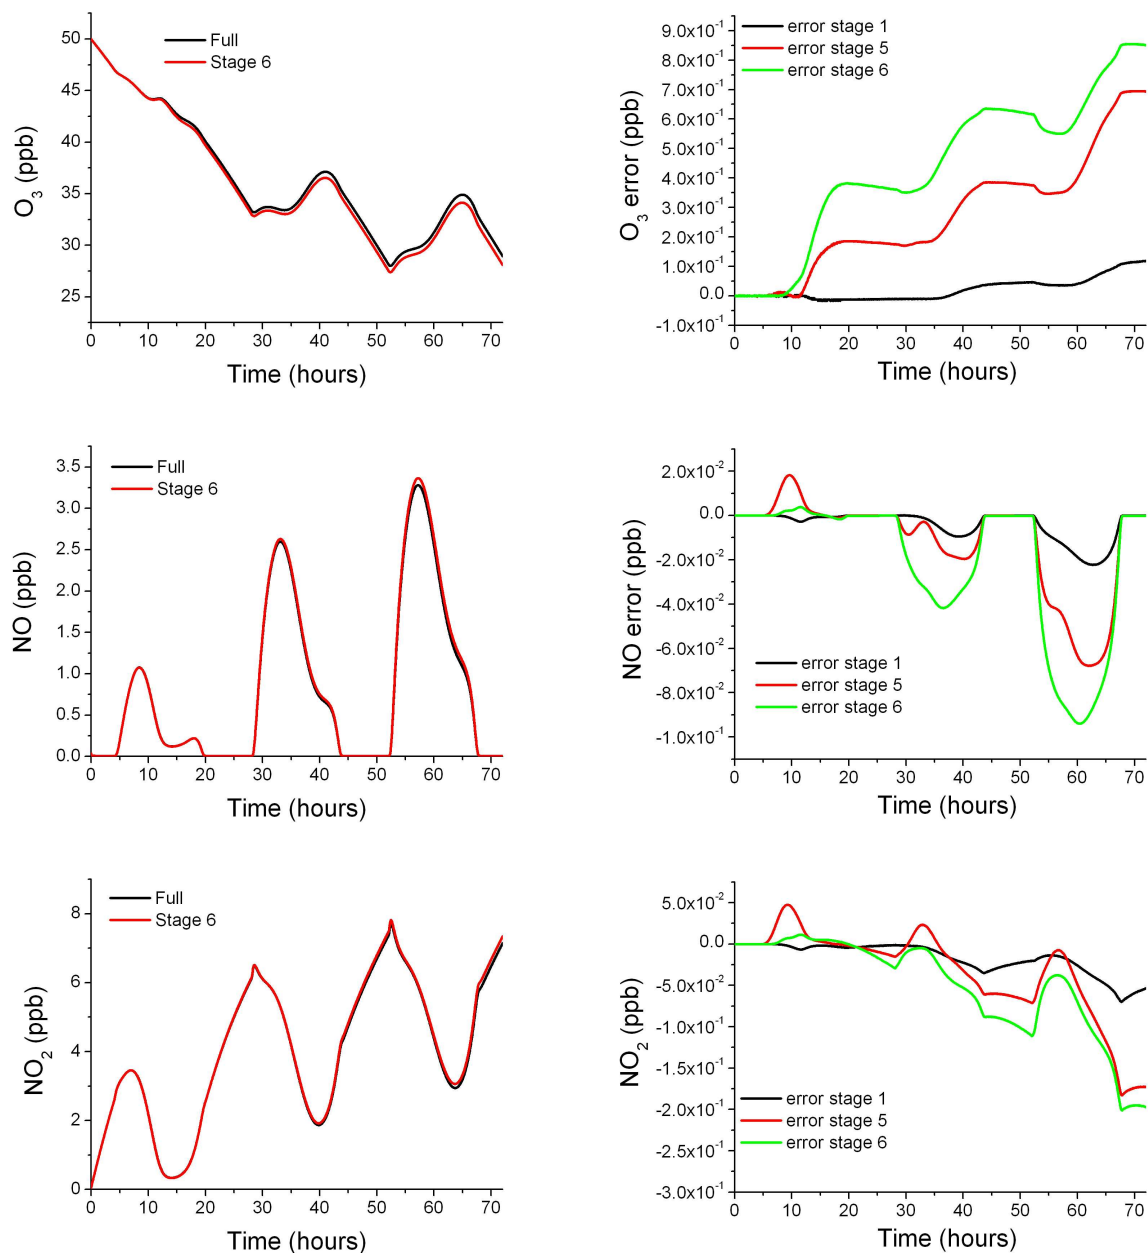 Full
Stage 6
50
45
40
35
30
25
O3 (ppb)
0 10 20 30 40 50 60 70
Time (hours)
error stage 1
error stage 5
error stage 6
9.0x10-1
8.0x10-1
7.0x10-1
6.0x10-1
5.0x10-1
4.0x10-1
3.0x10-1
2.0x10-1
1.0x10-1
0.0
-1.0x10-1
O3 error (ppb)
0 10 20 30 40 50 60 70
Time (hours)
Full
Stage 6
3.5
3.0
2.5
2.0
1.5
1.0
0.5
0.0
NO (ppb)
0 10 20 30 40 50 60 70
Time (hours)
2.0x10-2
0.0
-2.0x10-2
-4.0x10-2
-6.0x10-2
-8.0x10-2
-1.0x10-1
NO error (ppb)
error stage 1
error stage 5
error stage 6
0 10 20 30 40 50 60 70
Time (hours)
Full
Stage 6
8
6
4
2
0
NO2 (ppb)
0 10 20 30 40 50 60 70
Time (hours)
5.0x10-2
0.0
-5.0x10-2
-1.0x10-1
-1.5x10-1
-2.0x10-1
-2.5x10-1
-3.0x10-1
NO2 (ppb)
error stage 1
error stage 5
error stage 6
0 10 20 30 40 50 60 70
Time (hours)